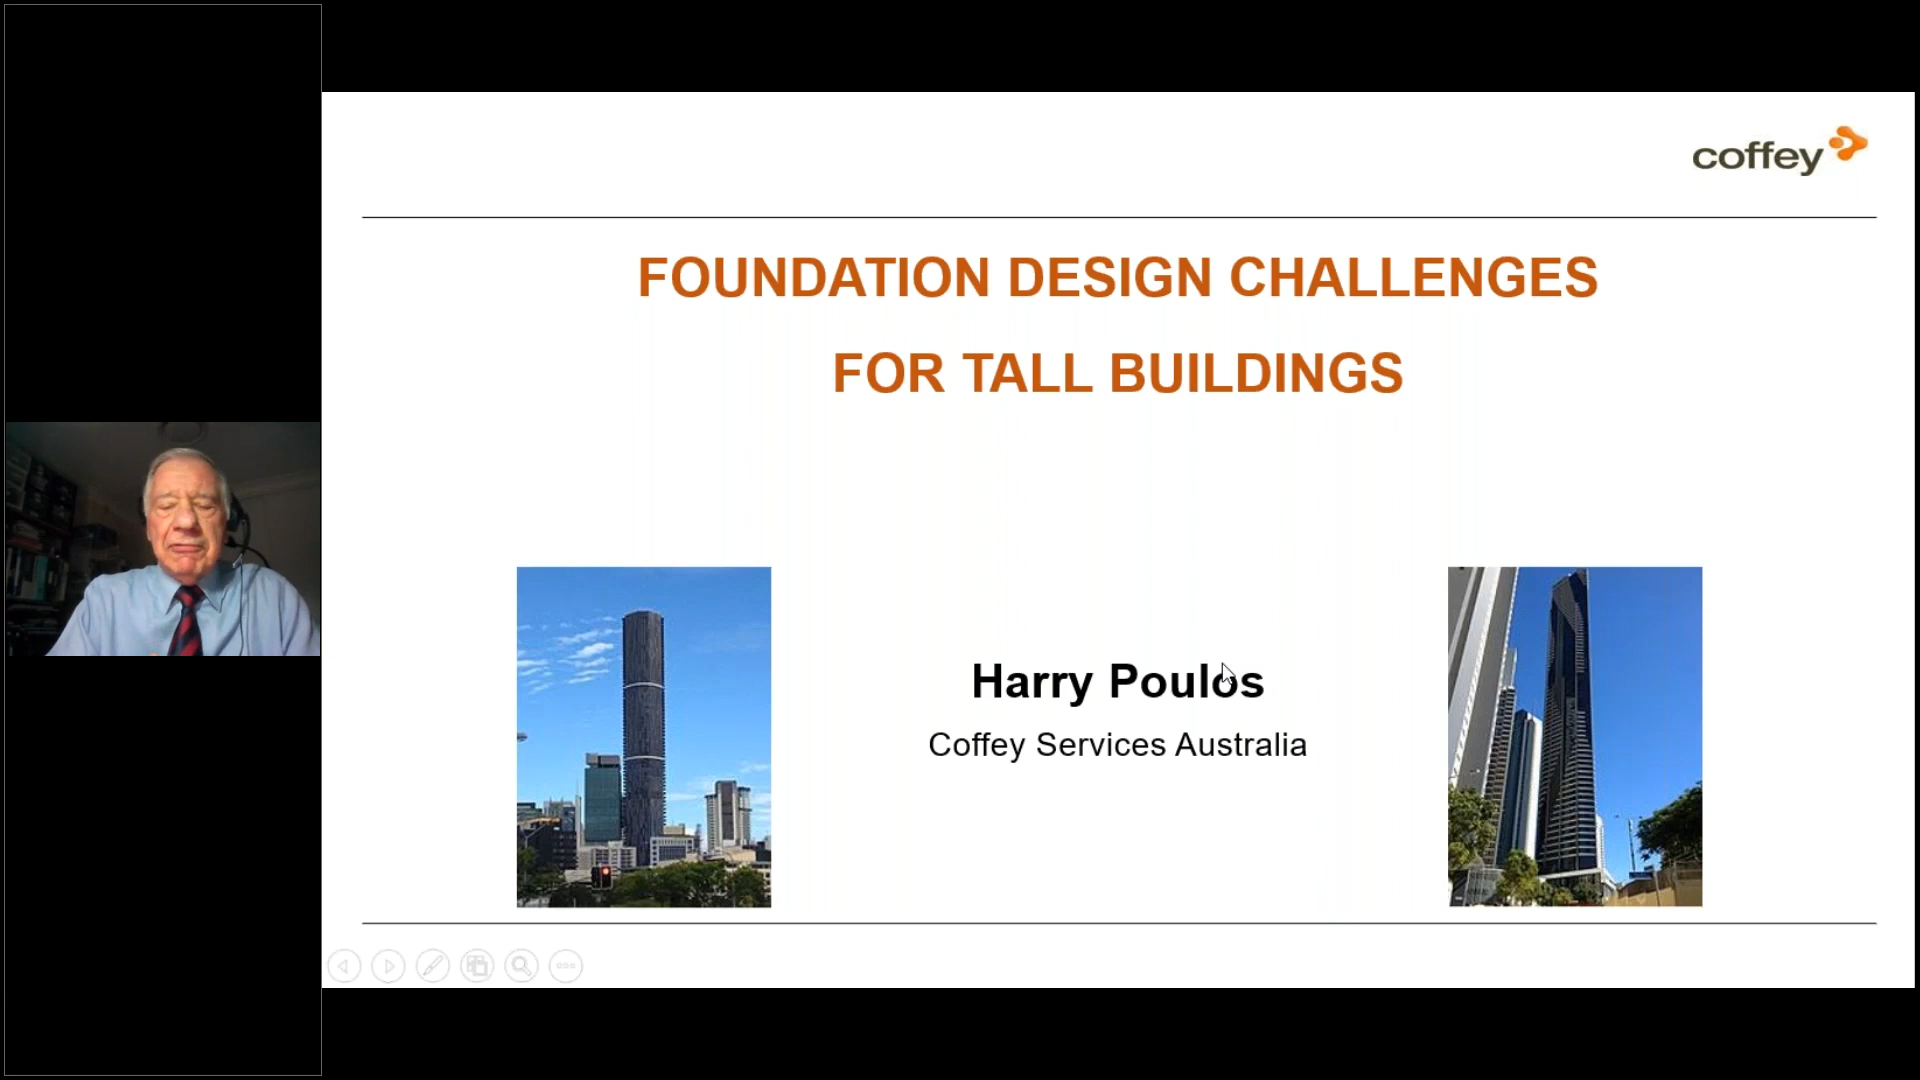 coffey
FOUNDATION DESIGN CHALLENGES
FOR TALL BUILDINGS
Harry Poulos
Coffey Services Australia